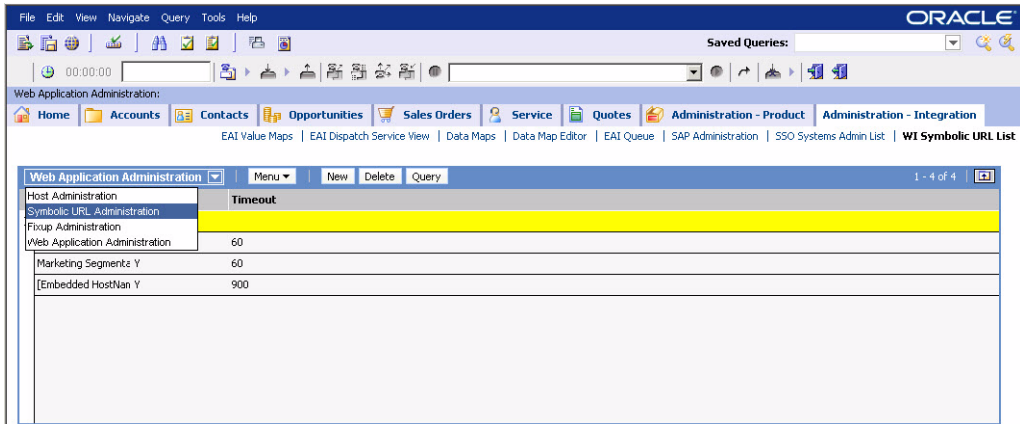 File Edit View Navigate Query Tools Help ORACLE
Saved Queries:
00:00:00
Web Application Administration:
Home Accounts Contacts Opportunities Sales Orders Service Quotes Administration - Product Administration - Integration
EAI Value Maps | EAI Dispatch Service View | Data Maps | Data Map Editor | EAI Queue | SAP Administration | SSO Systems Admin List | WI Symbolic URL List
Web Application Administration Menu New Delete Query 1 - 4 of 4
Host Administration
Timeout
Symbolic URL Administration
Fixup Administration
Web Application Administration 60
Marketing Segmenta Y 60
[Embedded HostNan Y 900